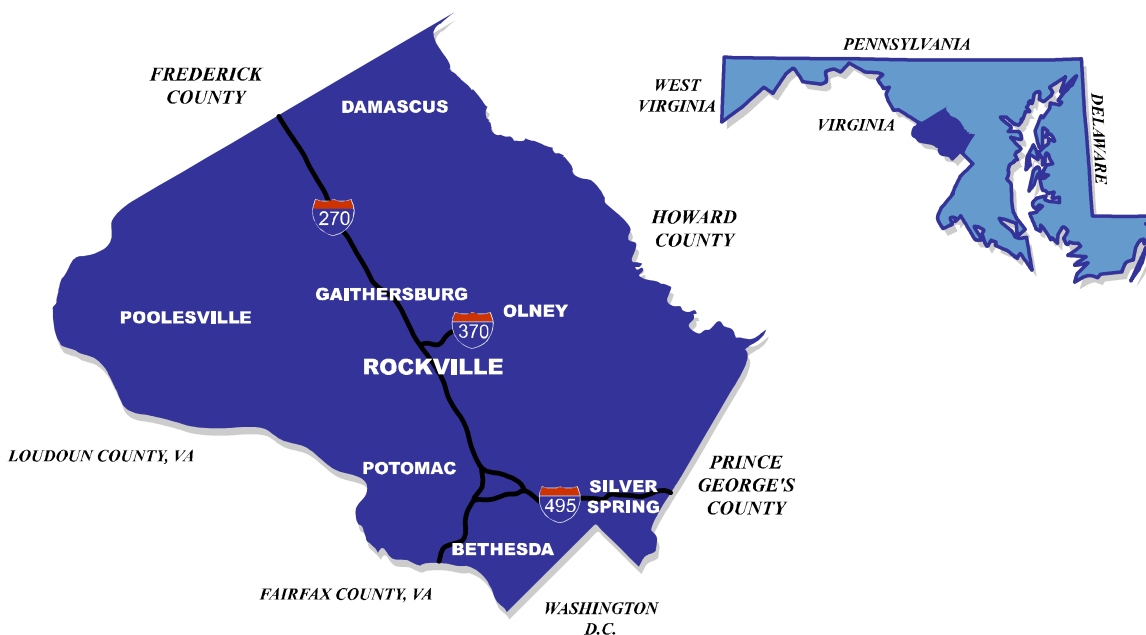 PENNSYLVANIA
FREDERICK
COUNTY
WEST
VIRGINIA
DAMASCUS
VIRGINIA
DELAWARE
270
HOWARD
COUNTY
GAITHERSBURG
OLNEY
POOLESVILLE
370
ROCKVILLE
LOUDOUN COUNTY, VA
POTOMAC
PRINCE
GEORGE'S
COUNTY
SILVER
SPRING
495
BETHESDA
FAIRFAX COUNTY, VA
WASHINGTON
D.C.